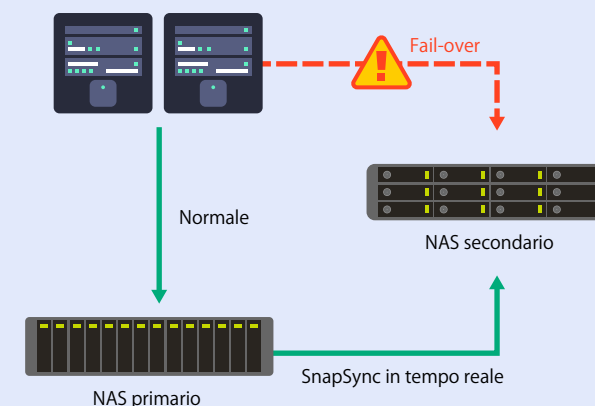 Fail-over
Normale
NAS secondario
SnapSync in tempo reale
NAS primario